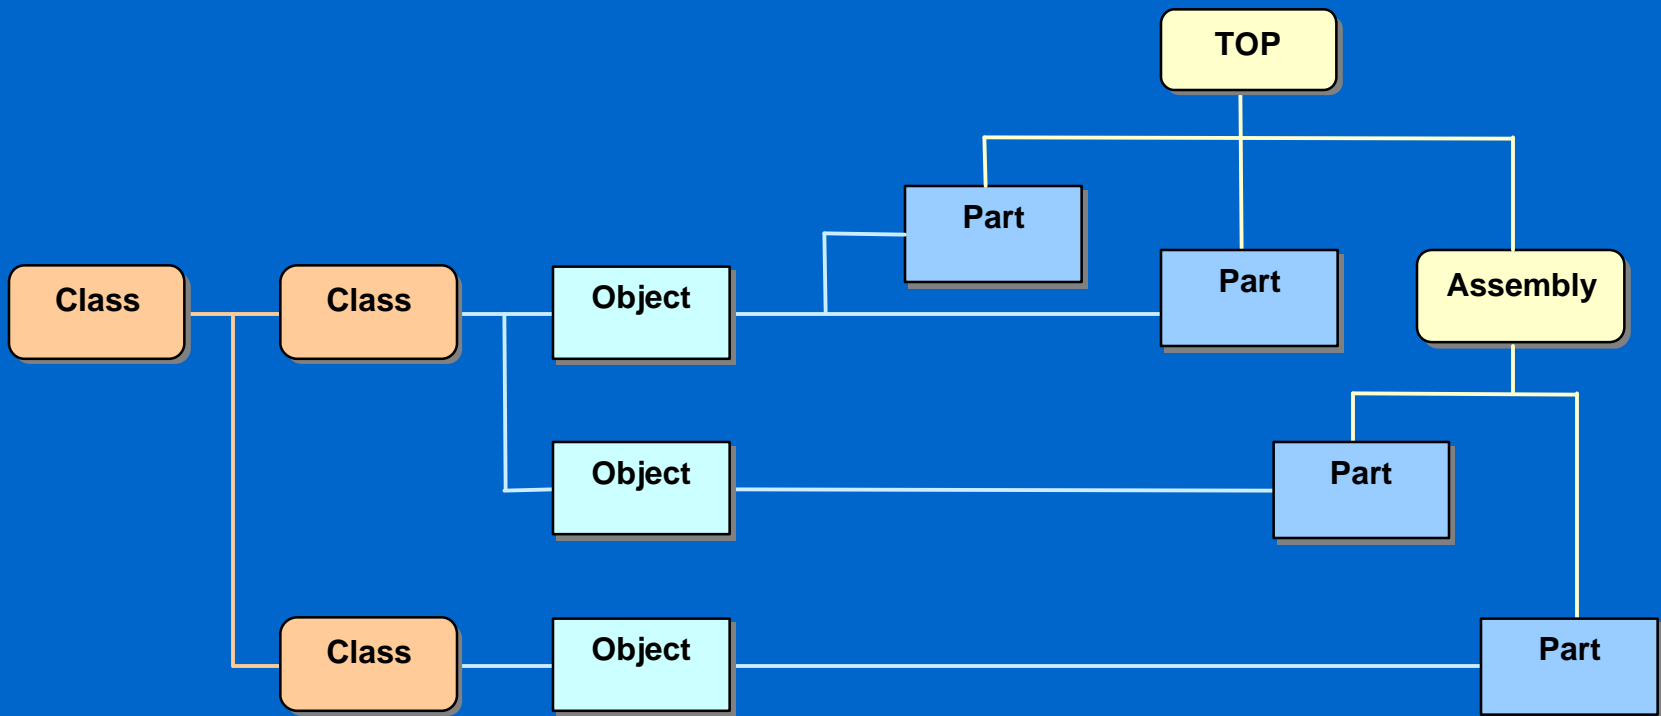 TOP
Part
Part
Assembly
Class
Class
Object
Object
Part
Class
Object
Part